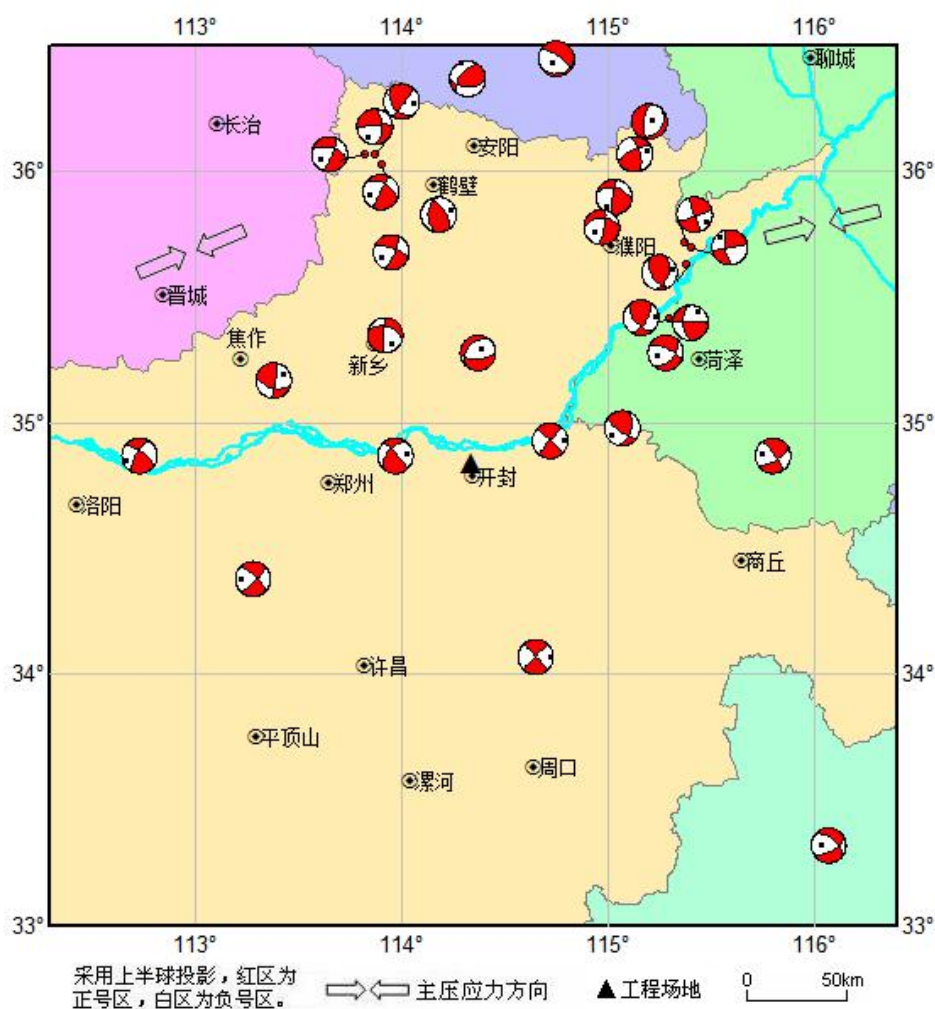 113° 114° 115° 116°
聊城
长治
安阳
36° 36°
鹤壁
濮阳
晋城
焦作
新乡
菏泽
35° 35°
郑州
开封
洛阳
商丘
34° 34°
许昌
平顶山
周口
漯河
33° 33°
113° 114° 115° 116°
采用上半球投影，红区为
正号区，白区为负号区。
主压应力方向
工程场地
0 50km